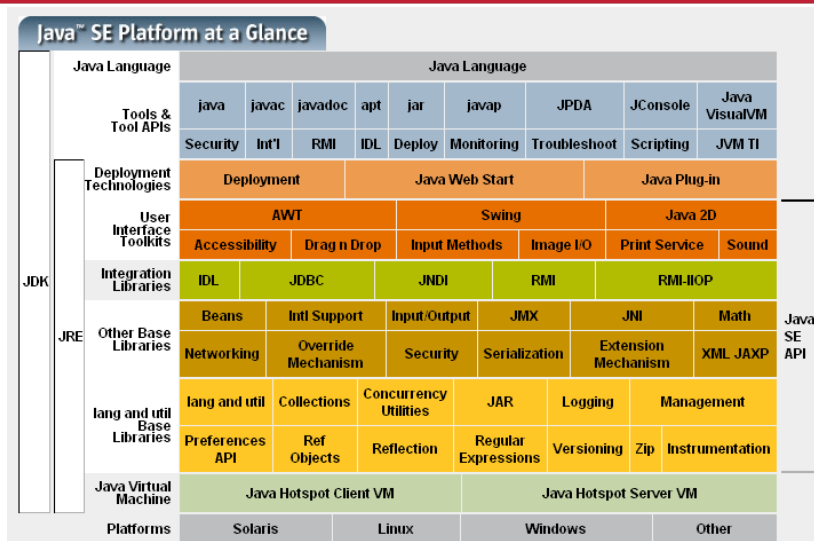 Java™ SE Platform at a Glance
Java Language Java Language
Tools &
Tool APIs
java javac javadoc apt jar javap JPDA JConsole Java
VisualVM
Security Int'l RMI IDL Deploy Monitoring Troubleshoot Scripting JVM TI
Deployment
Technologies
Deployment Java Web Start Java Plug-in
User
Interface
Toolkits
AWT Swing Java 2D
Accessibility Drag n Drop Input Methods Image I/O Print Service Sound
Integration
Libraries
IDL JDBC JNDI RMI RMI-IIOP
JDK
JRE
Other Base
Libraries
Beans Intl Support Input/Output JMX JNI Math
Networking Override
Mechanism Security Serialization Extension
Mechanism XML JAXP
Java
SE
API
lang and util
Base
Libraries
lang and util Collections Concurrency
Utilities JAR Logging Management
Preferences
API Ref
Objects Reflection Regular
Expressions Versioning Zip Instrumentation
Java Virtual
Machine
Java Hotspot Client VM Java Hotspot Server VM
Platforms Solaris Linux Windows Other